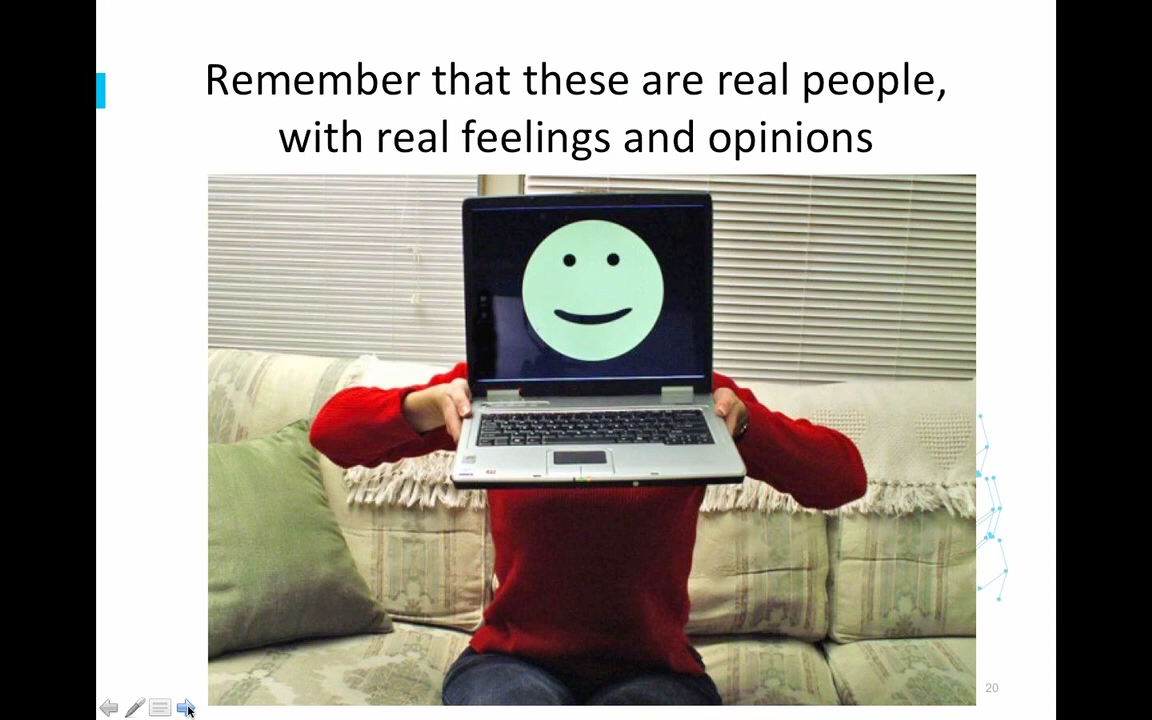 Remember that these are real people,
with real feelings and opinions
20